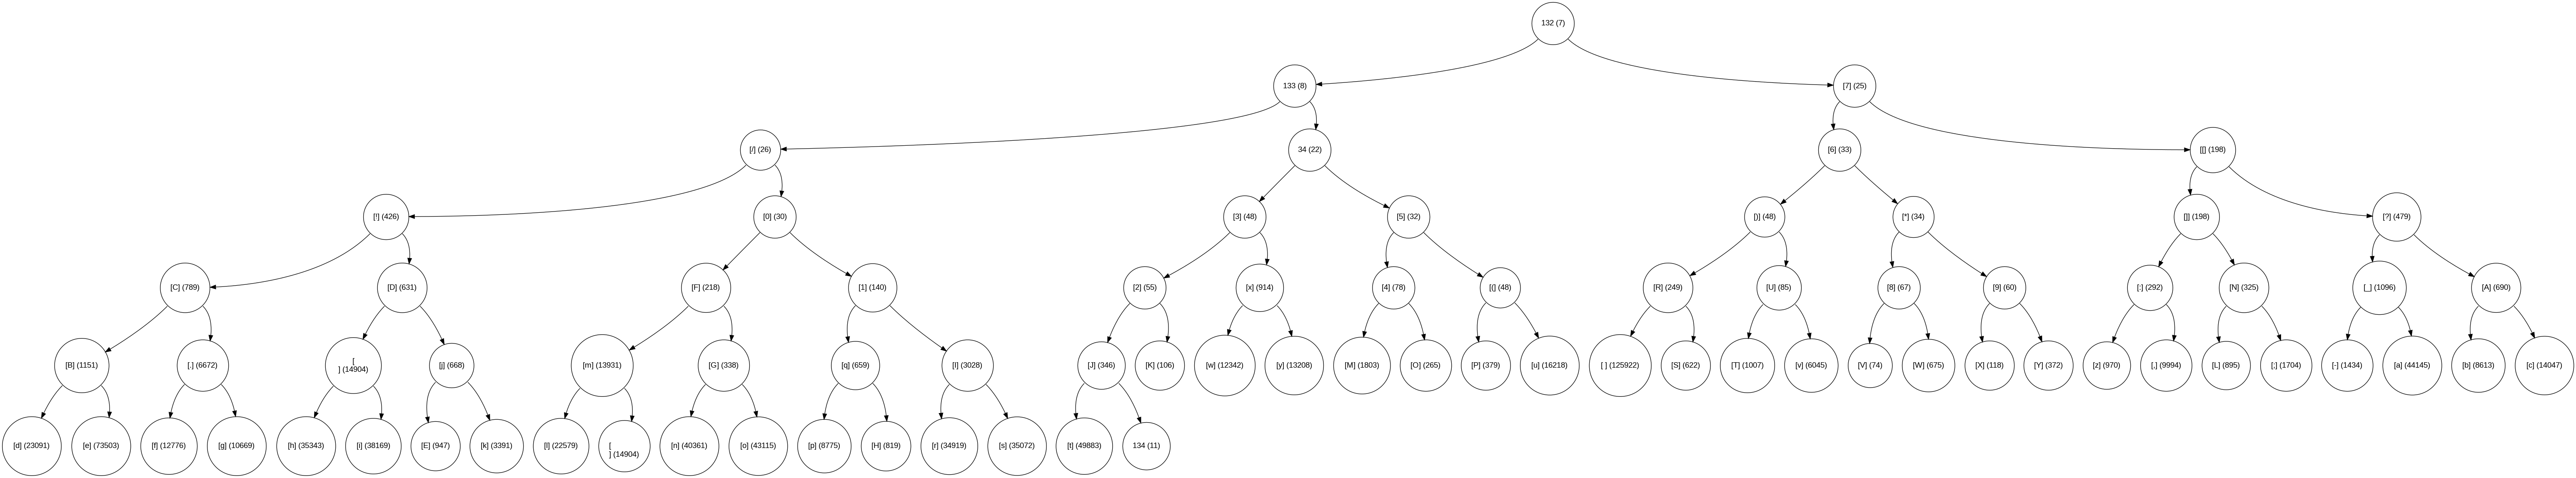 132 (7)
133 (8)
[7] (25)
[/] (26)
34 (22)
[6] (33)
[[] (198)
[!] (426)
[0] (30)
[3] (48)
[5] (32)
[)] (48)
[*] (34)
[]] (198)
[?] (479)
[C] (789)
[D] (631)
[F] (218)
[1] (140)
[2] (55)
[x] (914)
[4] (78)
[(] (48)
[R] (249)
[U] (85)
[8] (67)
[9] (60)
[:] (292)
[N] (325)
[_] (1096)
[A] (690)
[B] (1151)
[.] (6672)
[
] (14904)
[j] (668)
[m] (13931)
[G] (338)
[q] (659)
[I] (3028)
[J] (346)
[K] (106)
[w] (12342)
[y] (13208)
[M] (1803)
[O] (265)
[P] (379)
[u] (16218)
[ ] (125922)
[S] (622)
[T] (1007)
[v] (6045)
[V] (74)
[W] (675)
[X] (118)
[Y] (372)
[z] (970)
[,] (9994)
[L] (895)
[;] (1704)
[-] (1434)
[a] (44145)
[b] (8613)
[c] (14047)
[d] (23091)
[e] (73503)
[f] (12776)
[g] (10669)
[h] (35343)
[i] (38169)
[E] (947)
[k] (3391)
[l] (22579)
[
] (14904)
[n] (40361)
[o] (43115)
[p] (8775)
[H] (819)
[r] (34919)
[s] (35072)
[t] (49883)
134 (11)